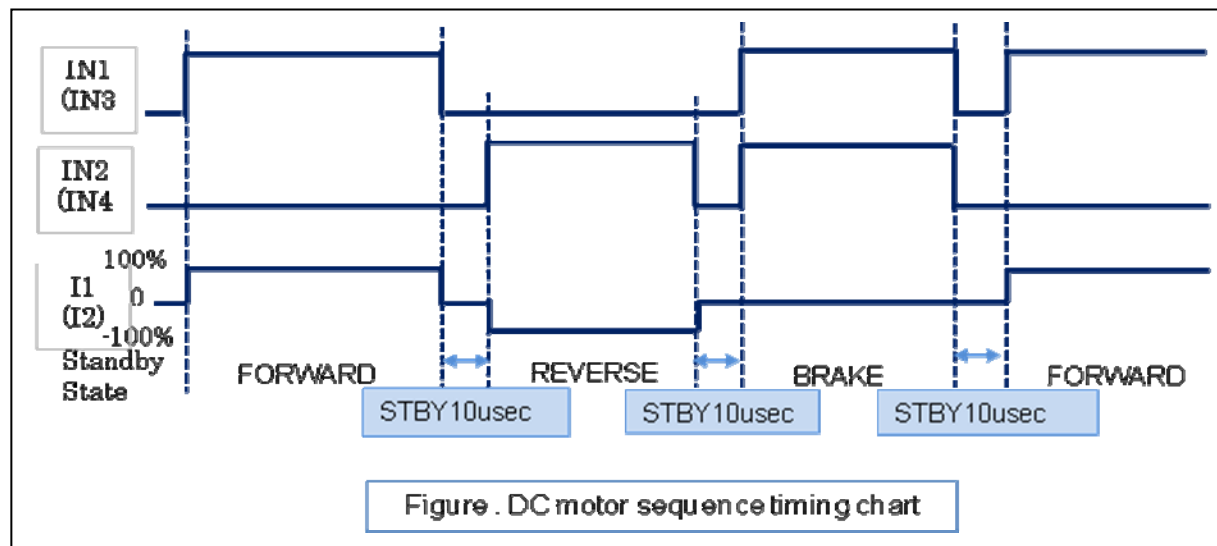 IN1
(IN3
IN2
(IN4
100%
I1
0
(I2)
-100%
Standby
State
FORWARD
REVERSE
BRAKE
FORWARD
STBY10usec
STBY10usec
STBY10usec
Figure . DC motor sequence timing chart